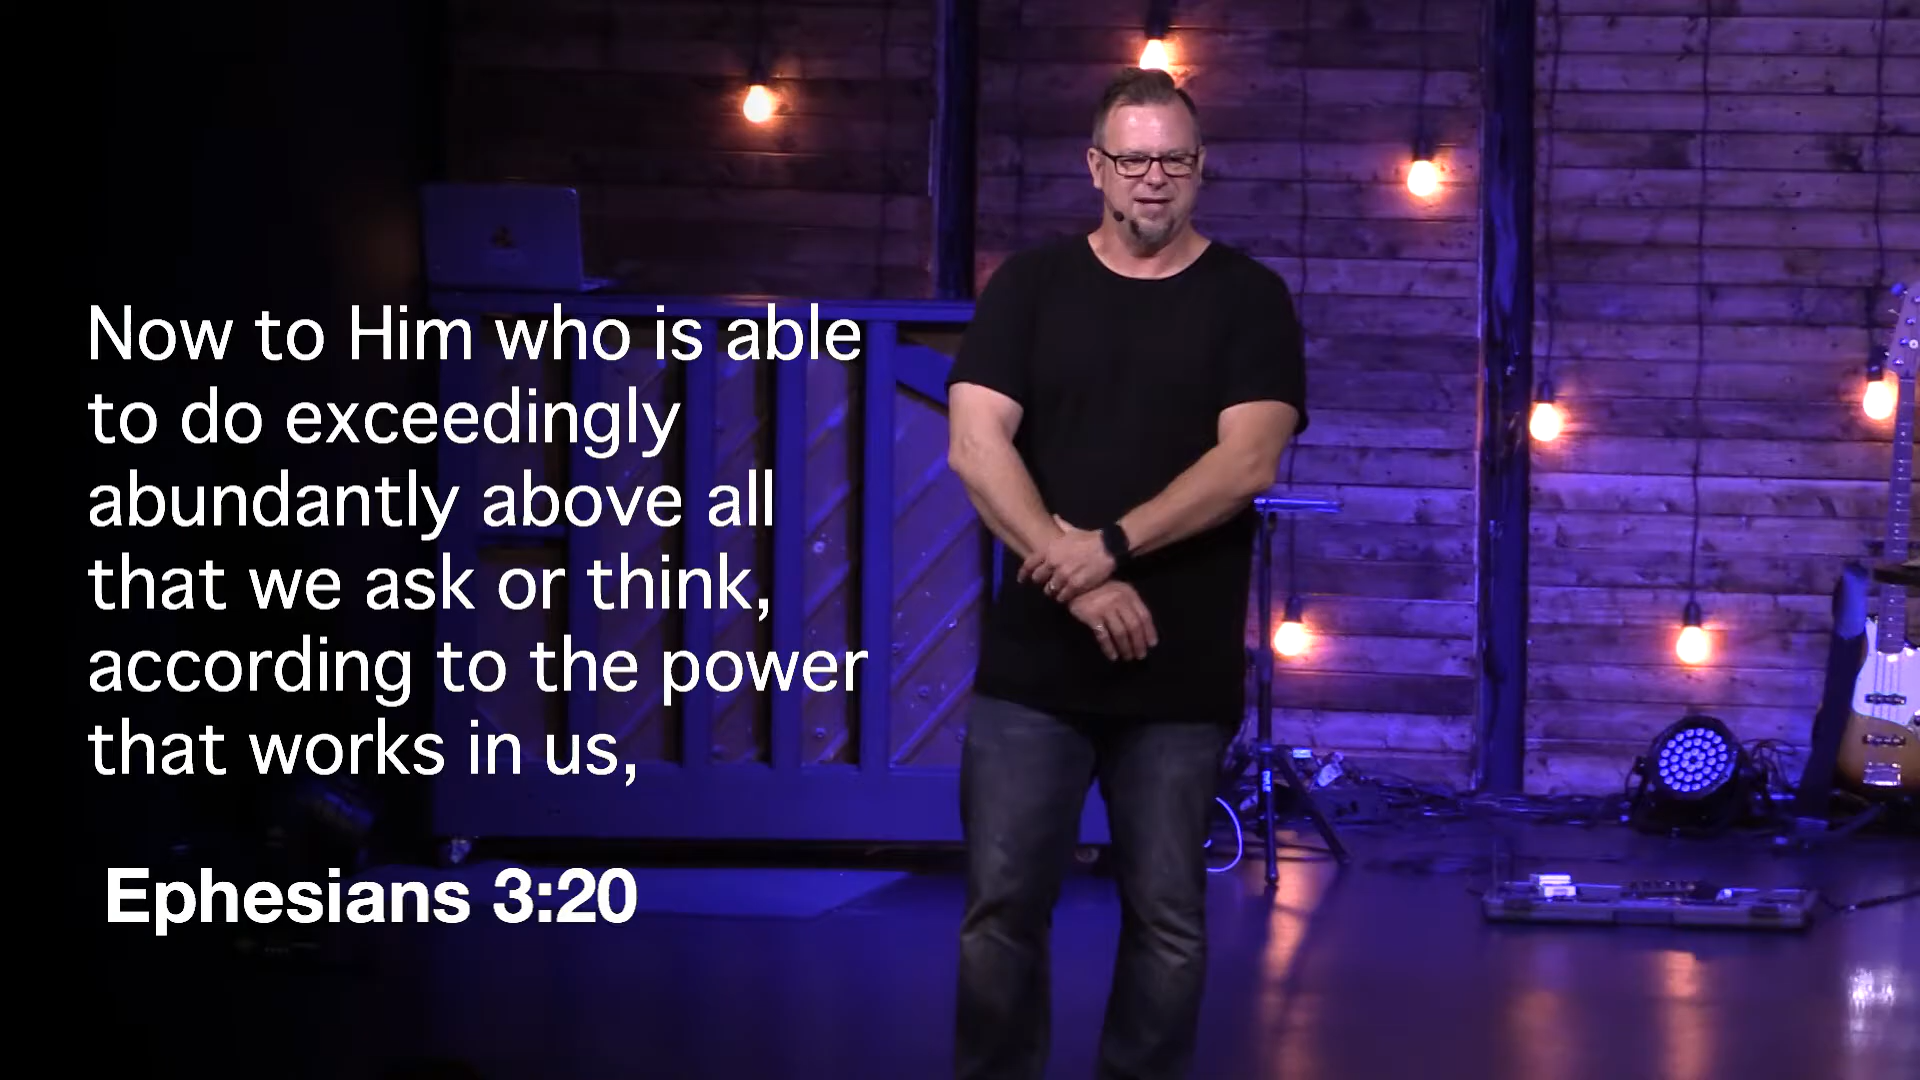 Now to Him who is able
to do exceedingly
abundantly above all
that we ask or think,
according to the power
that works in us,
Ephesians 3:20